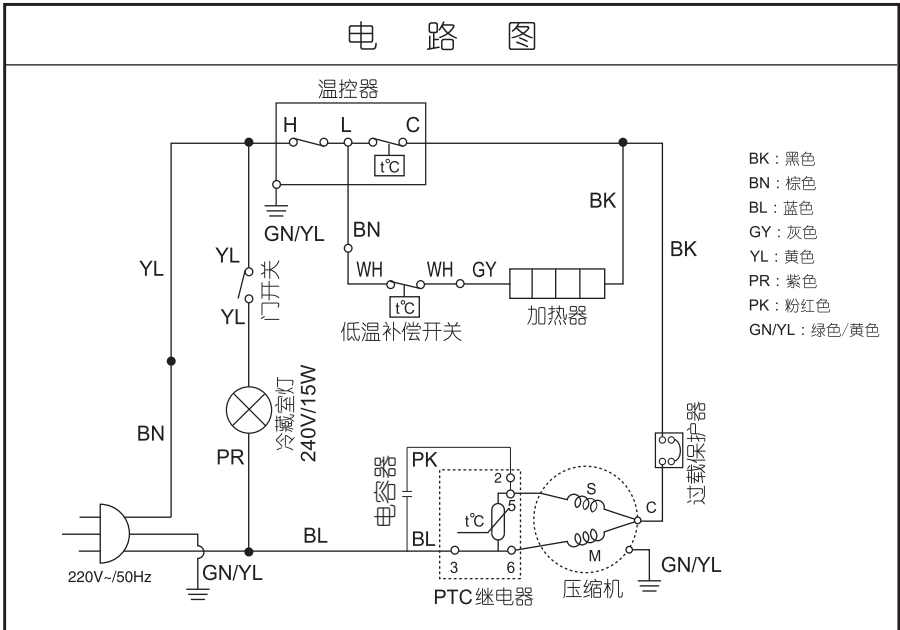 电 路 图
温控器
H L C
t℃
GN/YL
BN
BK
BK
YL
YL
YL
门开关
WH
WH
GY
t℃
低温补偿开关
加热器
BK：黑色
BN：棕色
BL：蓝色
GY：灰色
YL：黄色
PR：紫色
PK：粉红色
GN/YL：绿色/黄色
冷藏室灯
240V/15W
BN
PR
电容器
PK
BL
BL
2
5
t℃
3
6
PTC继电器
S
M
C
压缩机
过载保护器
GN/YL
GN/YL
220V~/50Hz